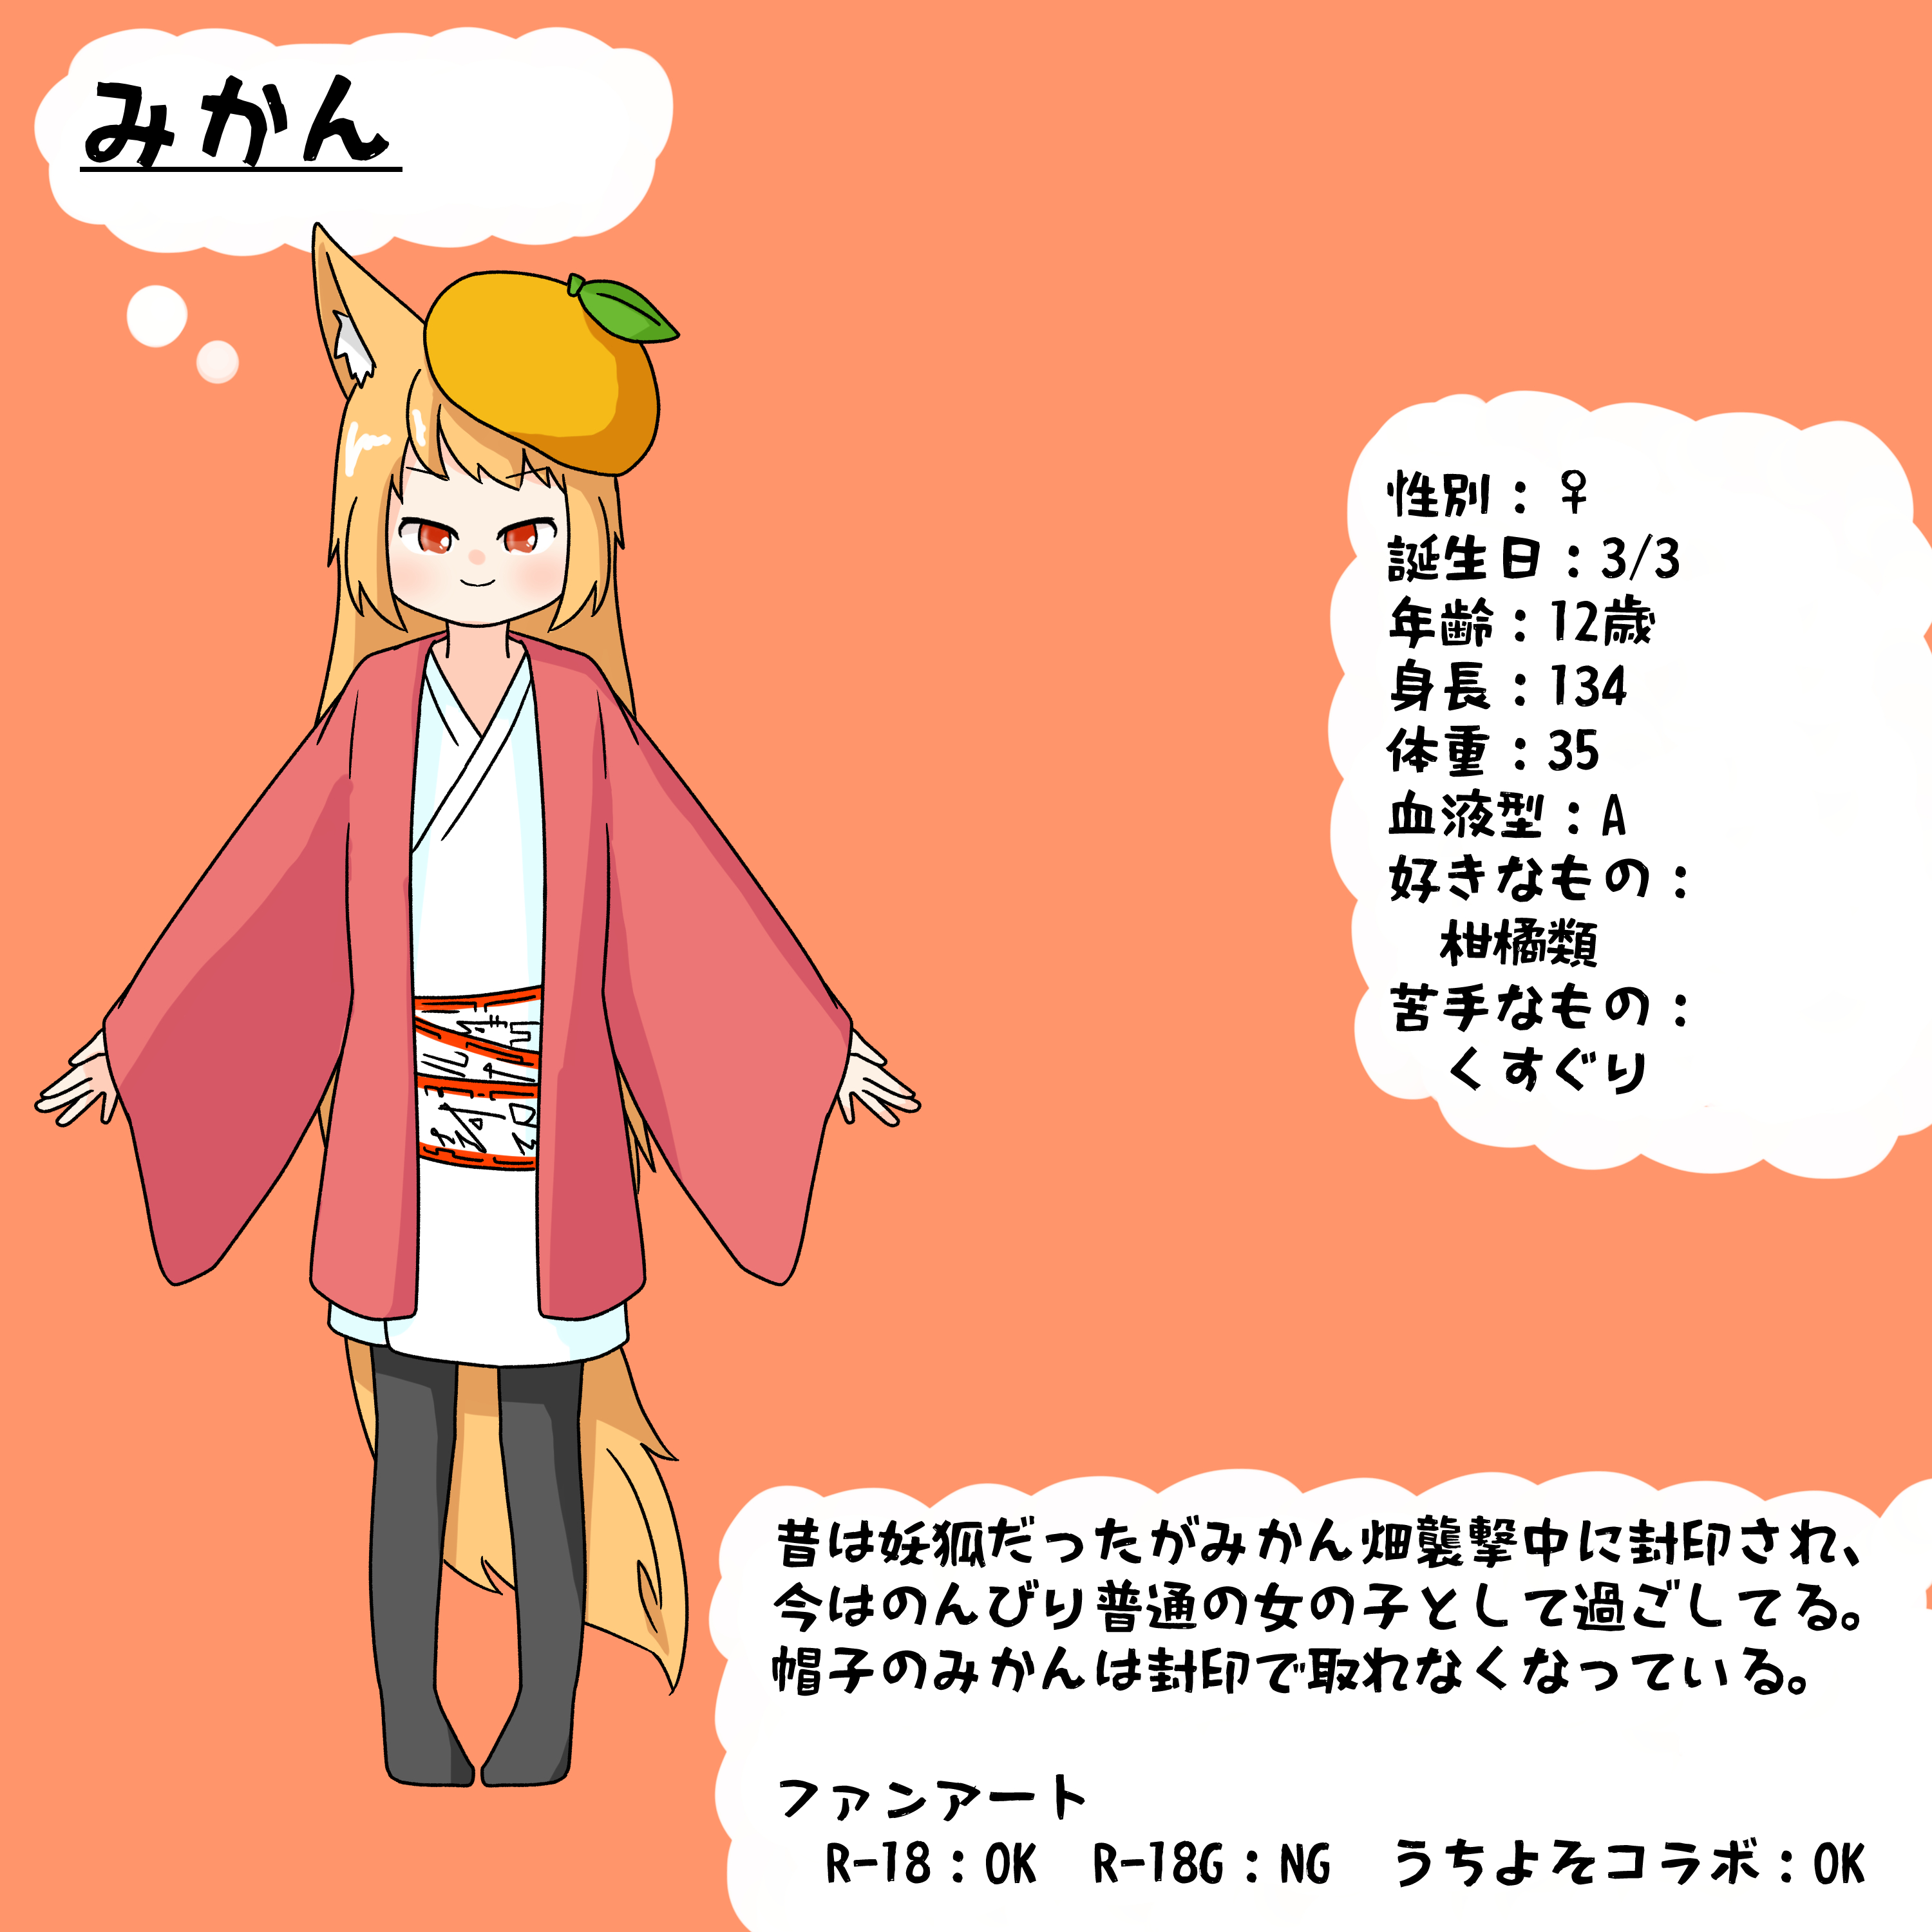 みかん
性別：♀
誕生日：3/3
年齢：12歳
身長：134
体重：35
血液型：A
好きなもの：
柑橘類
苦手なもの：
くすぐり
昔は妖狐だったがみかん畑襲撃中に封印され、
今はのんびり普通の女の子として過ごしてる。
帽子のみかんは封印で取れなくなっている。
ファンアート
R-18：OK　R-18G：NG　うちよそコラボ：OK